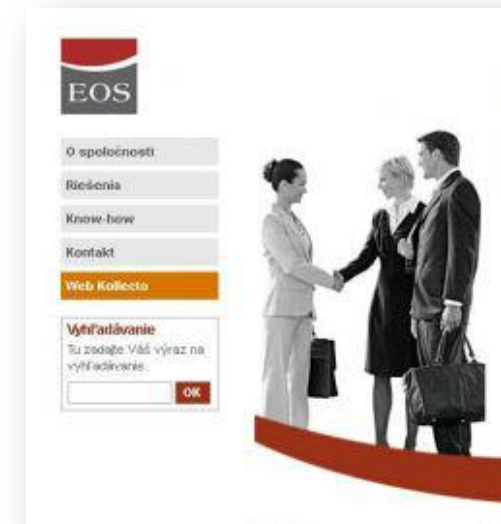 EOS
O spoločnosti
Riešenia
Know-how
Kontakt
Web Kollecto
Vyhľadávanie
Tu zadajte Váš výraz na
vyhľadávanie.
OK